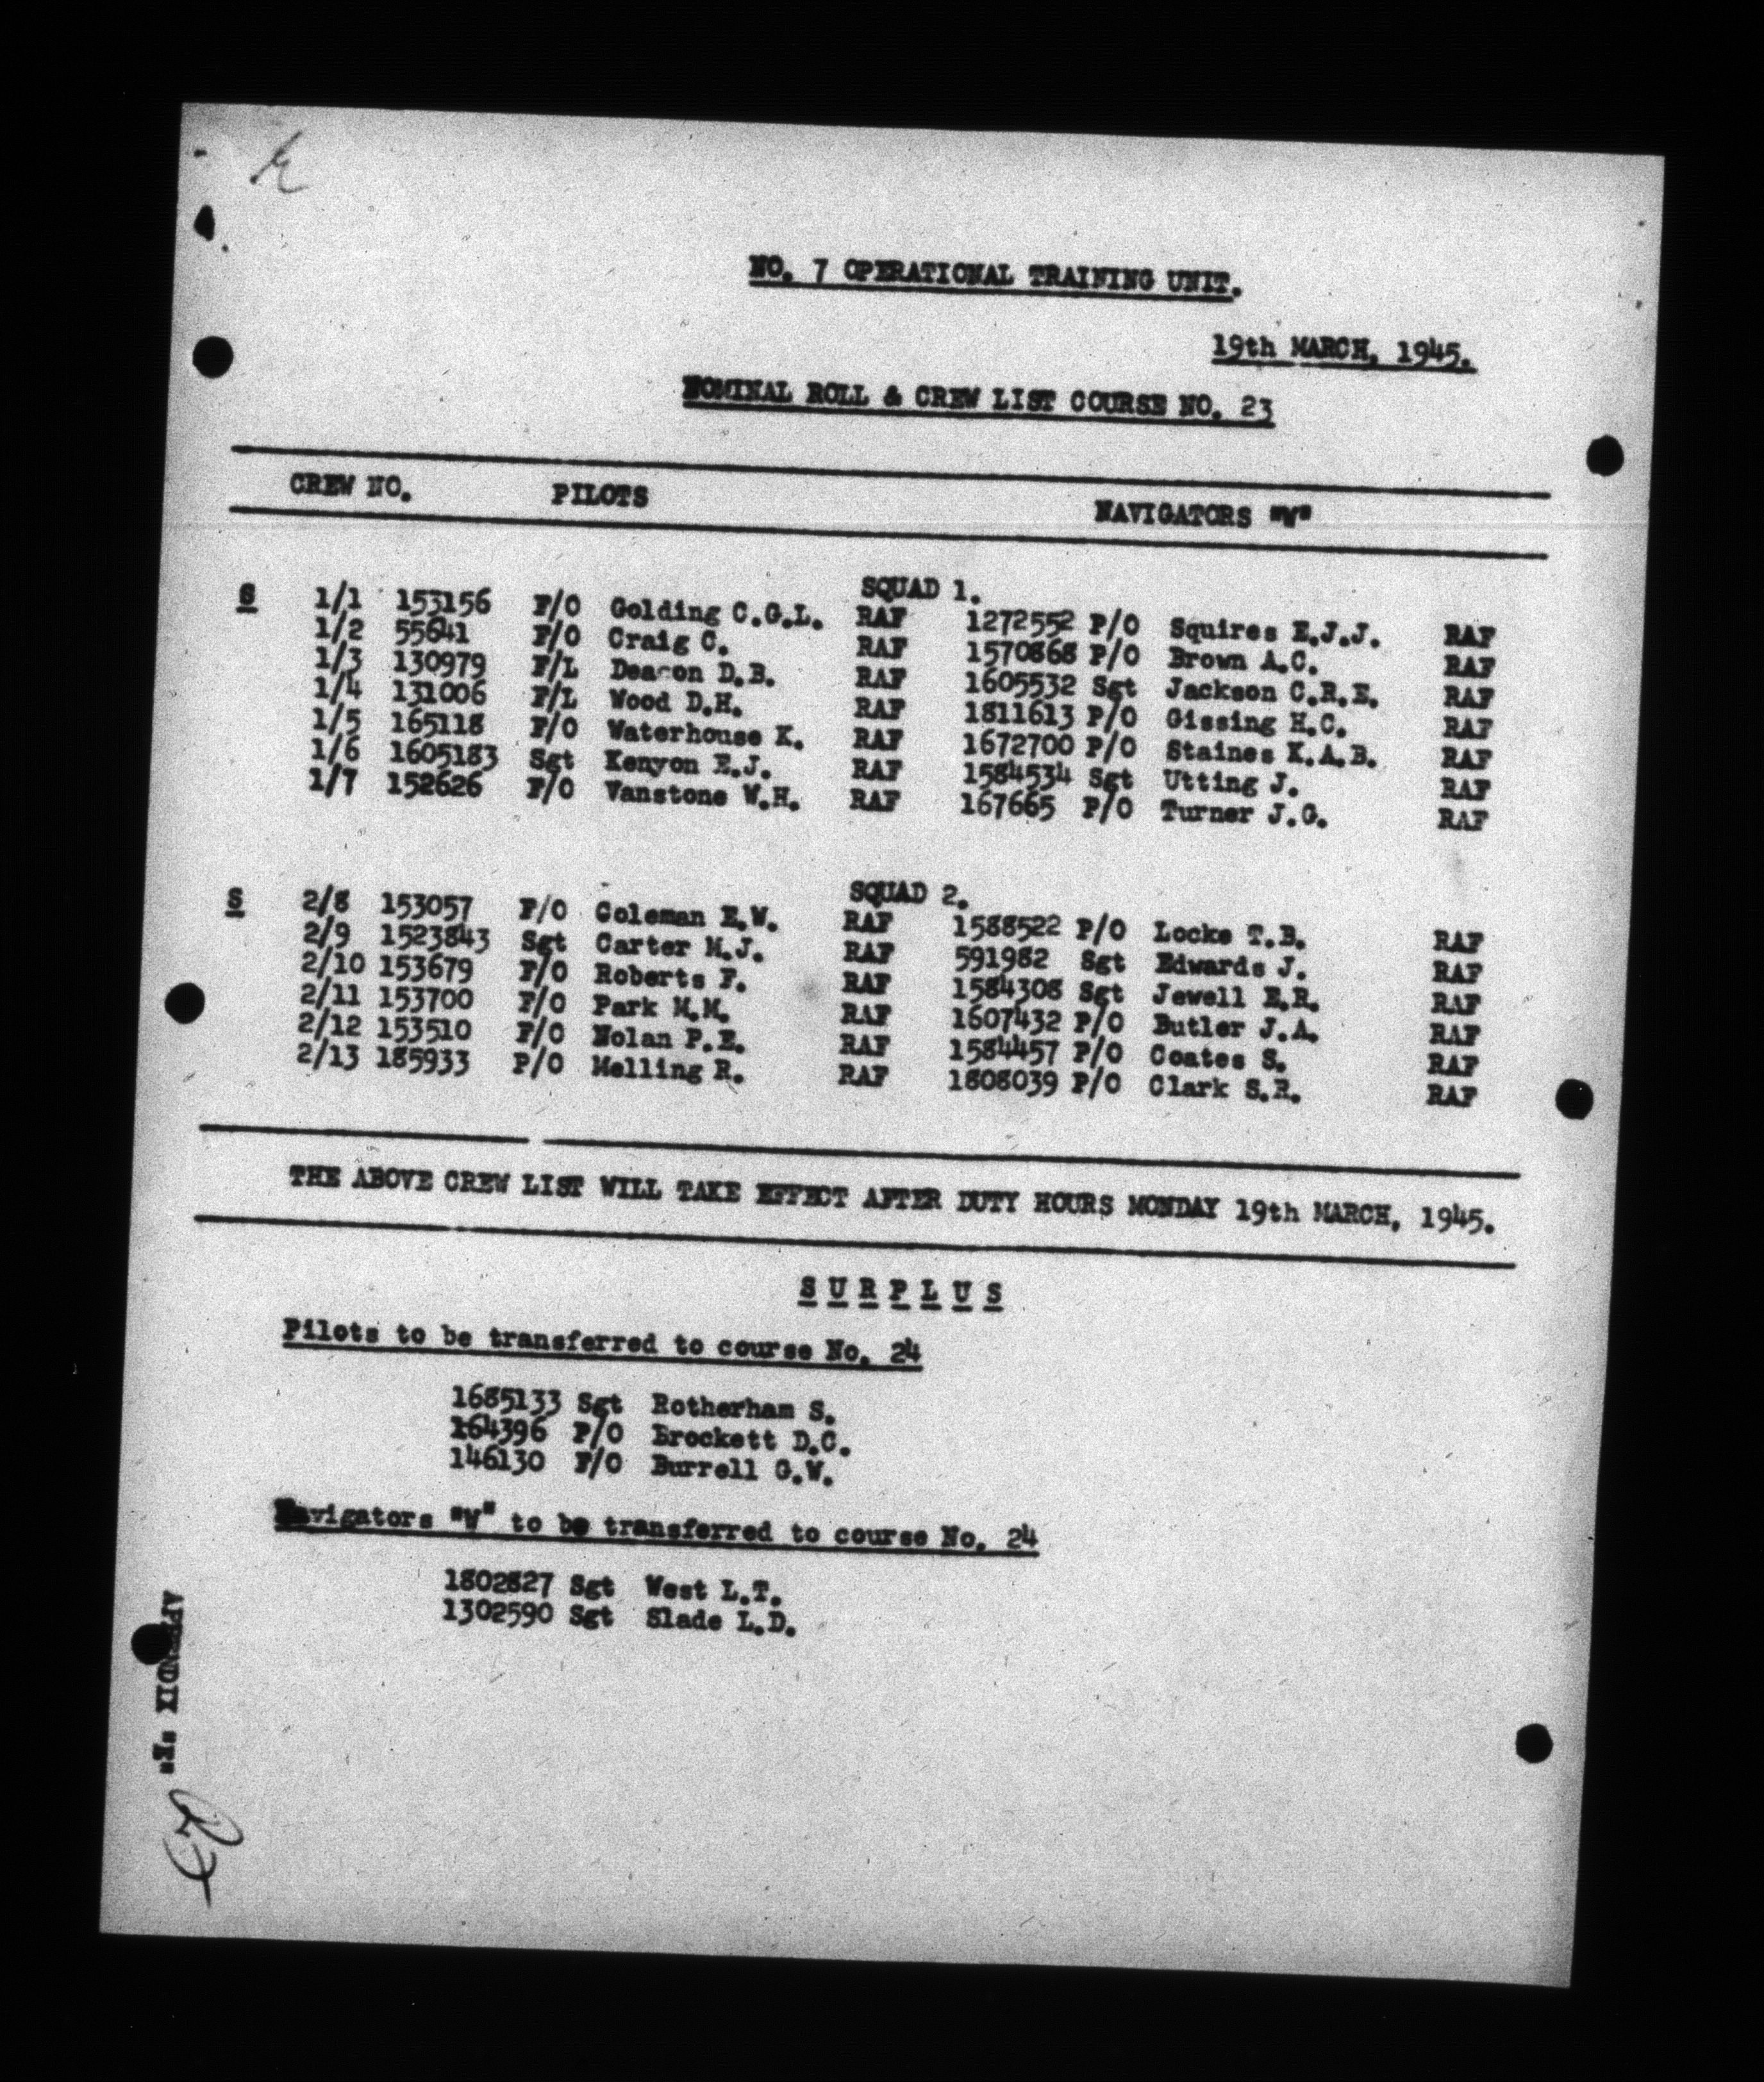 NO. 7 OPERATIONAL TRAINING UNIT.
19th MARCH, 1945.
NOMINAL ROLL & CREW LIST COURSE NO. 23
CREW NO. PILOTS NAVIGATORS "W"
SQUAD 1.
S 1/1 153156 F/O Golding C.G.L. RAF 1272552 P/O Squires E.J.J. RAF
1/2 55641 F/O Craig C. RAF 1570868 P/O Brown A.C. RAF
1/3 130979 F/L Deacon D.B. RAF 1605532 Sgt Jackson C.R.E. RAF
1/4 131006 F/L Wood D.H. RAF 1811613 P/O Gissing H.C. RAF
1/5 165118 F/O Waterhouse K. RAF 1672700 P/O Staines K.A.B. RAF
1/6 1605183 Sgt Kenyon E.J. RAF 1584534 Sgt Utting J. RAF
1/7 152626 F/O Vanstone W.H. RAF 167665 P/O Turner J.G. RAF
SQUAD 2.
S 2/8 153057 F/O Coleman E.W. RAF 1588522 P/O Locke T.B. RAF
2/9 1523843 Sgt Carter M.J. RAF 591982 Sgt Edwards J. RAF
2/10 153679 F/O Roberts F. RAF 1584308 Sgt Jewell E.R. RAF
2/11 153700 F/O Park M.M. RAF 1607432 P/O Butler J.A. RAF
2/12 153510 F/O Nolan P.E. RAF 1584457 P/O Coates S. RAF
2/13 185933 P/O Melling R. RAF 1808039 P/O Clark S.R. RAF
THE ABOVE CREW LIST WILL TAKE EFFECT AFTER DUTY HOURS MONDAY 19th MARCH, 1945.
S U R P L U S
Pilots to be transferred to course No. 24
1685133 Sgt Rotherham S.
164396 P/O Brockett D.C.
146130 F/O Burrell G.W.
Navigators "W" to be transferred to course No. 24
1802827 Sgt West L.T.
1302590 Sgt Slade L.D.
APPENDIX